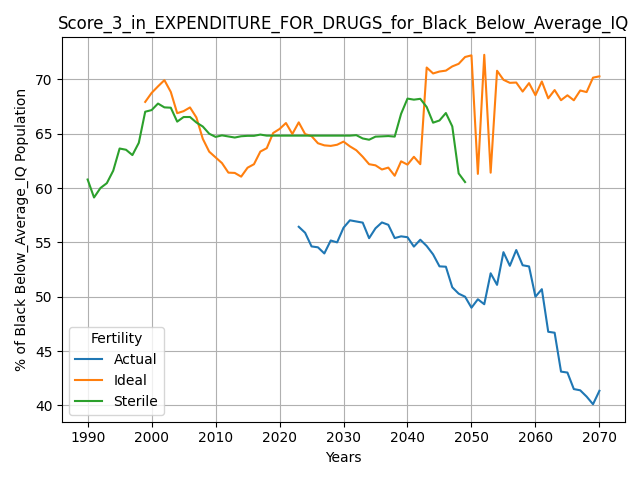 Score_3_in_EXPENDITURE_FOR_DRUGS_for_Black_Below_Average_IQ
% of Black Below_Average_IQ Population
70
65
60
55
50
45
40
Fertility
Actual
Ideal
Sterile
1990
2000
2010
2020
2030
2040
2050
2060
2070
Years